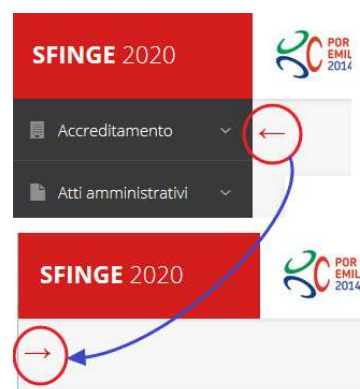 SFINGE 2020
POR
EMIL
2014
Accreditamento
Atti amministrativi
SFINGE 2020
POR
EMIL
2014